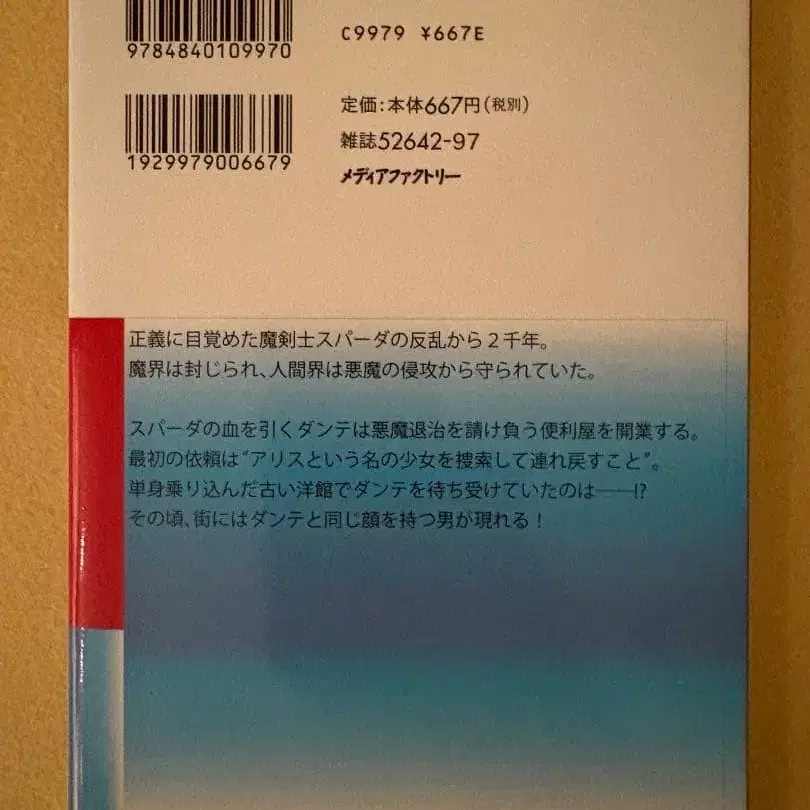 9784840109970
C9979 ¥667E
定価:本体667円(税別)
雑誌52642-97
1929979006679
メディアファクトリー
正義に目覚めた魔剣士スパーダの反乱から2千年。
魔界は封じられ、人間界は悪魔の侵攻から守られていた。
スパーダの血を引くダンテは悪魔退治を請け負う便利屋を開業する。
最初の依頼は“アリスという名の少女を捜索して連れ戻すこと”。
単身乗り込んだ古い洋館でダンテを待ち受けていたのは――!?
その頃、街にはダンテと同じ顔を持つ男が現れる!